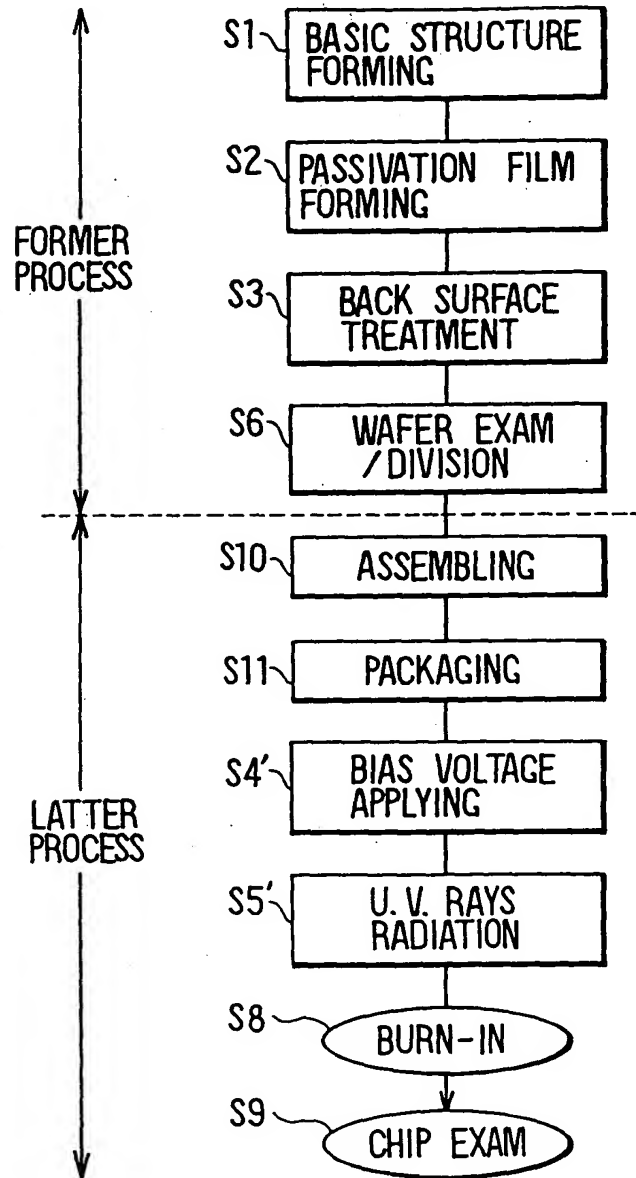 S1
BASIC STRUCTURE
FORMING
S2
PASSIVATION FILM
FORMING
FORMER
PROCESS
S3
BACK SURFACE
TREATMENT
S6
WAFER EXAM
/DIVISION
S10
ASSEMBLING
S11
PACKAGING
S4'
BIAS VOLTAGE
APPLYING
LATTER
PROCESS
S5'
U.V. RAYS
RADIATION
S8
BURN-IN
S9
CHIP EXAM